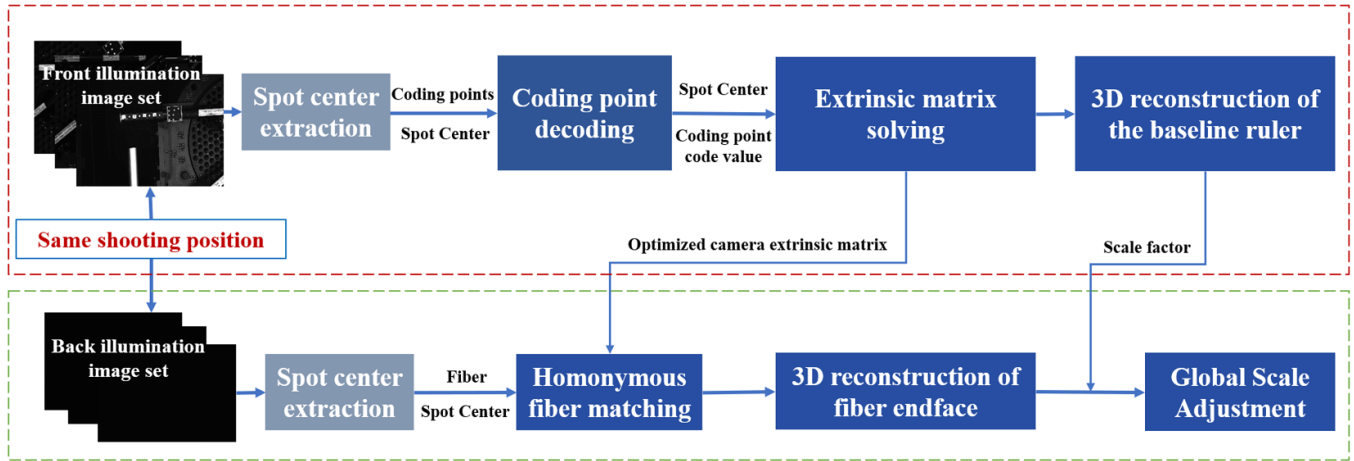 Front illumination
image set
Spot center
extraction
Coding points
Spot Center
Coding point
decoding
Spot Center
Coding point
code value
Extrinsic matrix
solving
3D reconstruction of
the baseline ruler
Same shooting position
Optimized camera extrinsic matrix
Scale factor
Back illumination
image set
Spot center
extraction
Fiber
Spot Center
Homonymous
fiber matching
3D reconstruction of
fiber endface
Global Scale
Adjustment